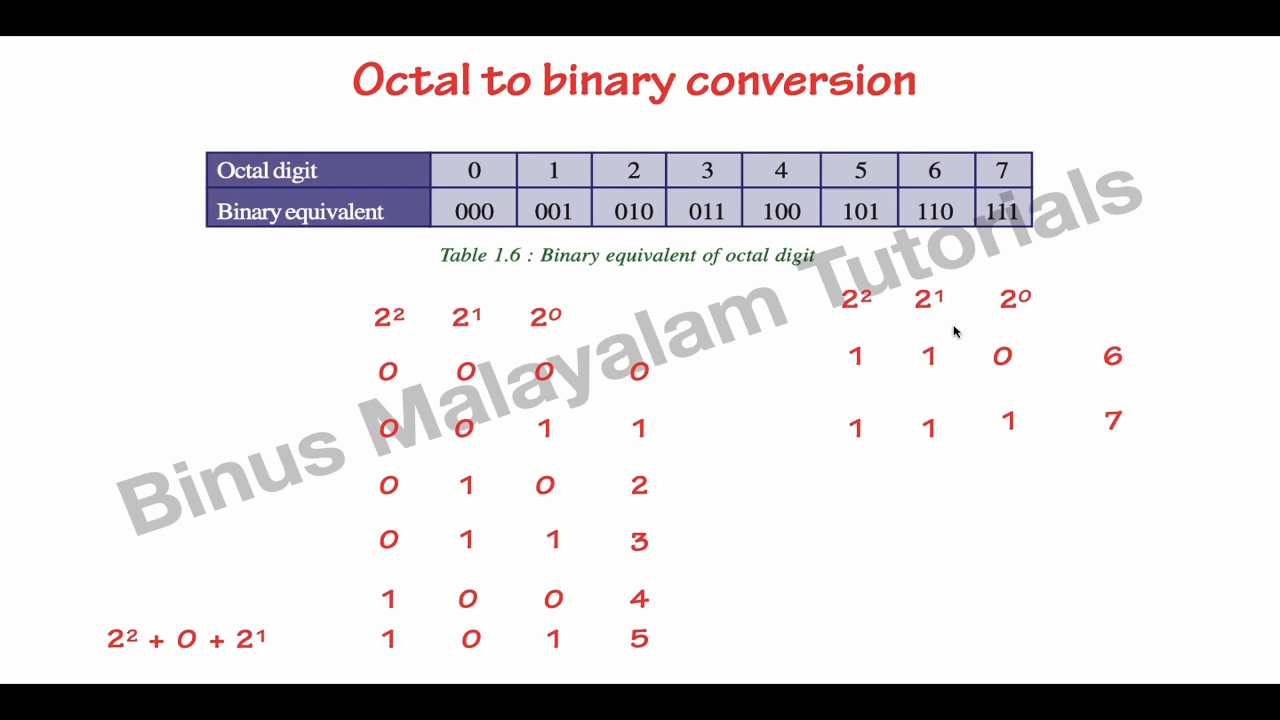 Octal to binary conversion
Octal digit 0 1 2 3 4 5 6 7
Binary equivalent 000 001 010 011 100 101 110 111
Table 1.6 : Binary equivalent of octal digit
Binus Malayalam Tutorials
2² 2¹ 2⁰
0 0 0 0
0 0 1 1
0 1 0 2
0 1 1 3
1 0 0 4
2² + 0 + 2¹ 1 0 1 5
2² 2¹ 2⁰
1 1 0 6
1 1 1 7